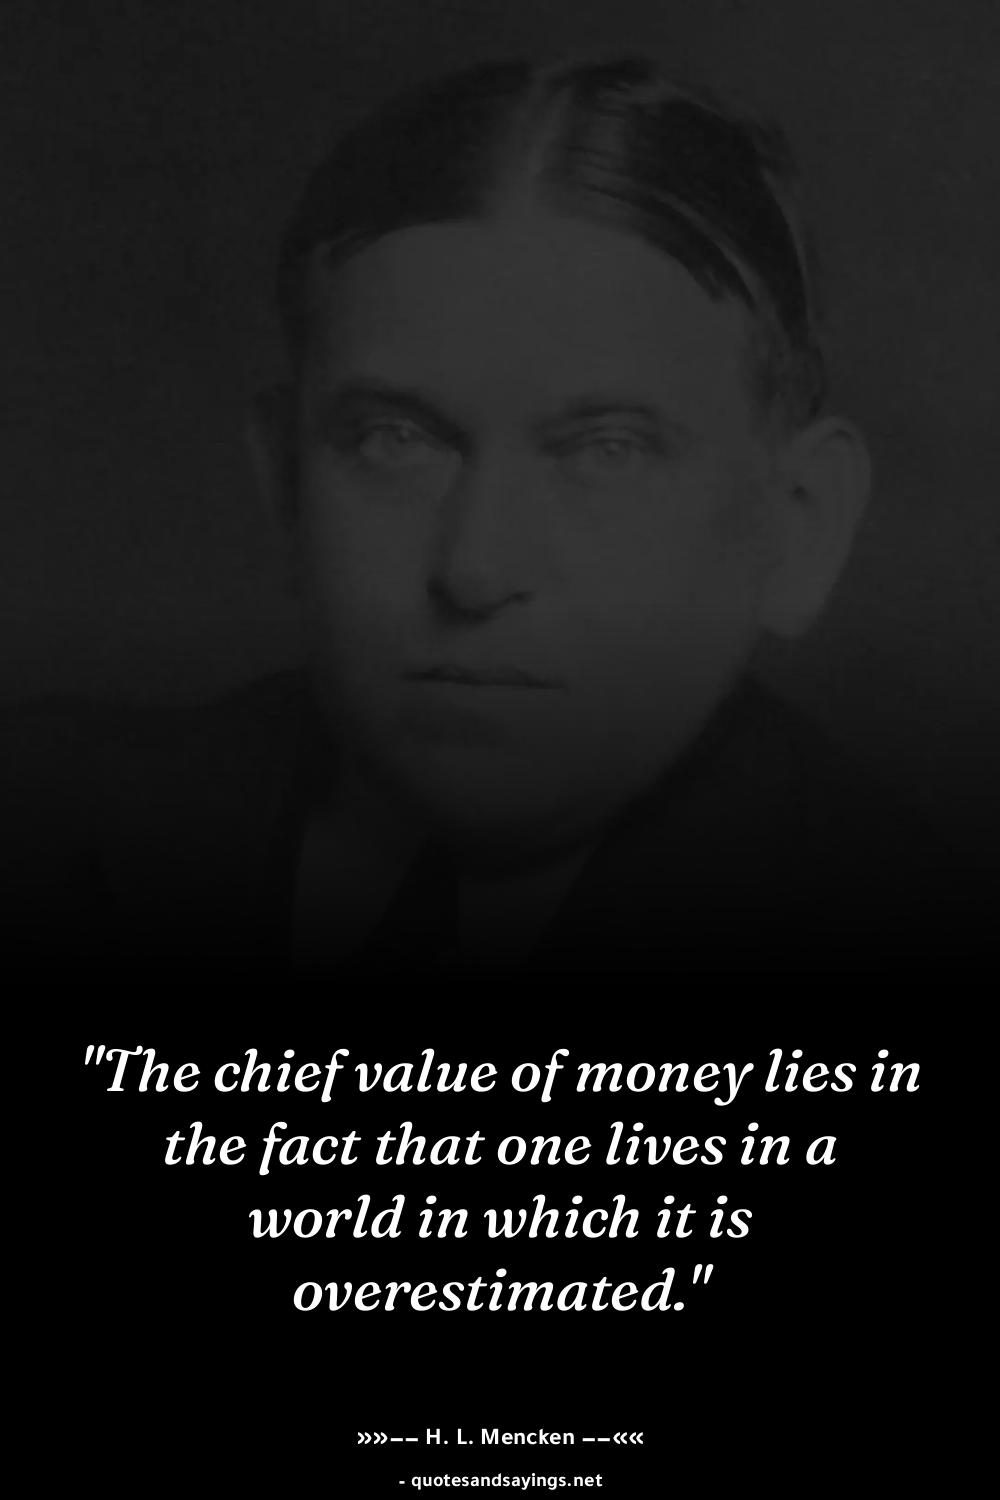 "The chief value of money lies in
the fact that one lives in a
world in which it is
overestimated."
»»–– H. L. Mencken ––««
- quotesandsayings.net